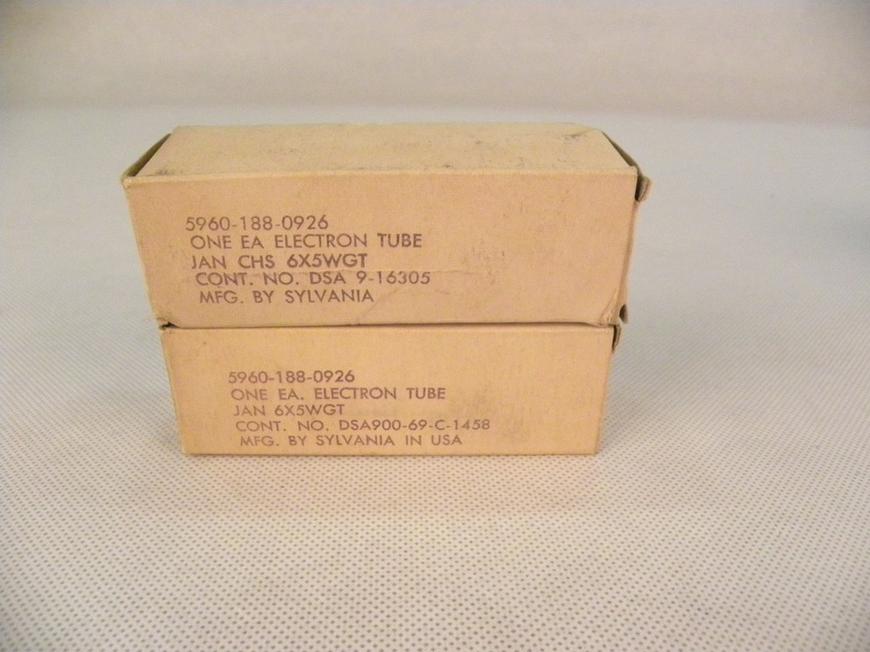 5960-188-0926
ONE EA ELECTRON TUBE
JAN CHS 6X5WGT
CONT. NO. DSA 9-16305
MFG. BY SYLVANIA
5960-188-0926
ONE EA. ELECTRON TUBE
JAN 6X5WGT
CONT. NO. DSA900-69-C-1458
MFG. BY SYLVANIA IN USA